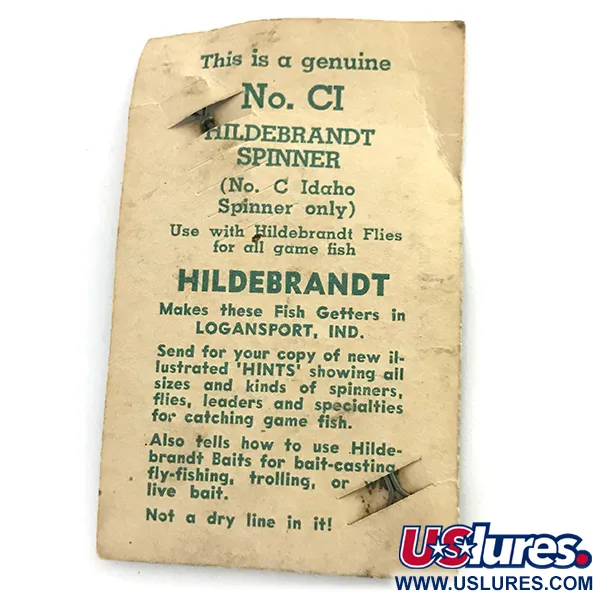 This is a genuine
No. CI
HILDEBRANDT
SPINNER
(No. C Idaho
Spinner only)
Use with Hildebrandt Flies
for all game fish
HILDEBRANDT
Makes these Fish Getters in
LOGANSPORT, IND.
Send for your copy of new il-
lustrated 'HINTS' showing all
sizes and kinds of spinners,
flies, leaders and specialties
for catching game fish.
Also tells how to use Hilde-
brandt Baits for bait-casting,
fly-fishing, trolling, or
live bait.
Not a dry line in it!
USlures.
WWW.USLURES.COM